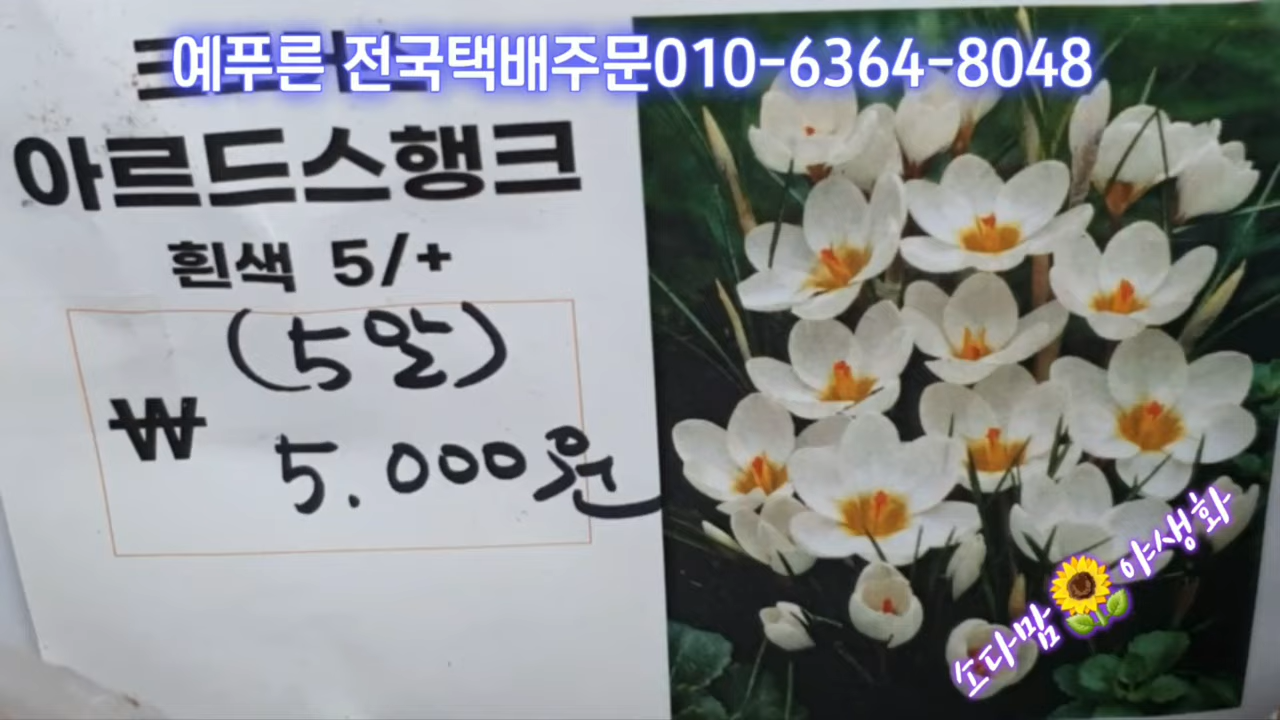 예푸른 전국택배주문010-6364-8048
아르드스행크
흰색 5/+
(5알)
₩ 5.000원
소다맘🌻야생화